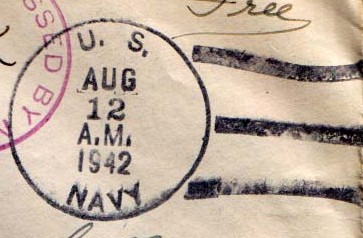 Free
SSED BY
U. S.
AUG
12
A.M.
1942
NAVY